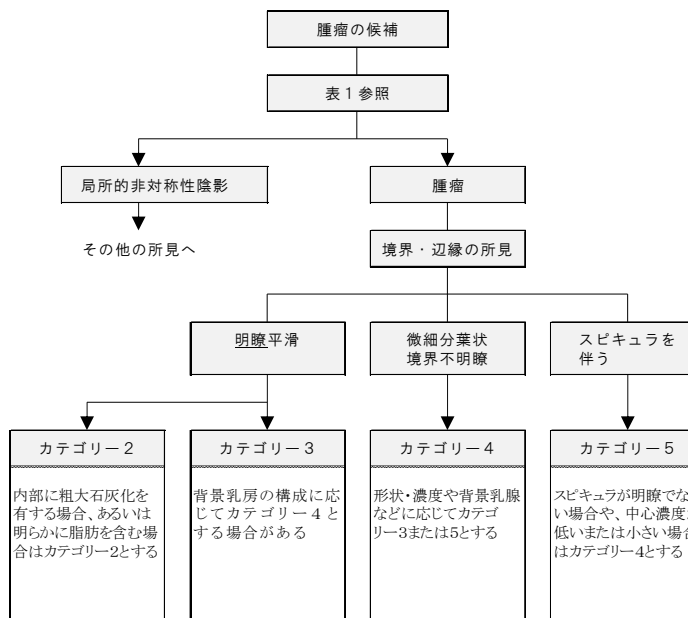 腫瘤の候補
表１参照
局所的非対称性陰影
腫瘤
その他の所見へ
境界・辺縁の所見
明瞭平滑
微細分葉状
境界不明瞭
スピキュラを
伴う
カテゴリー２
内部に粗大石灰化を
有する場合、あるいは
明らかに脂肪を含む場
合はカテゴリー2とする
カテゴリー３
背景乳房の構成に応
じてカテゴリー４と
する場合がある
カテゴリー４
形状・濃度や背景乳腺
などに応じてカテゴ
リー3または5とする
カテゴリー５
スピキュラが明瞭でな
い場合や、中心濃度
低いまたは小さい場合
はカテゴリー4とする